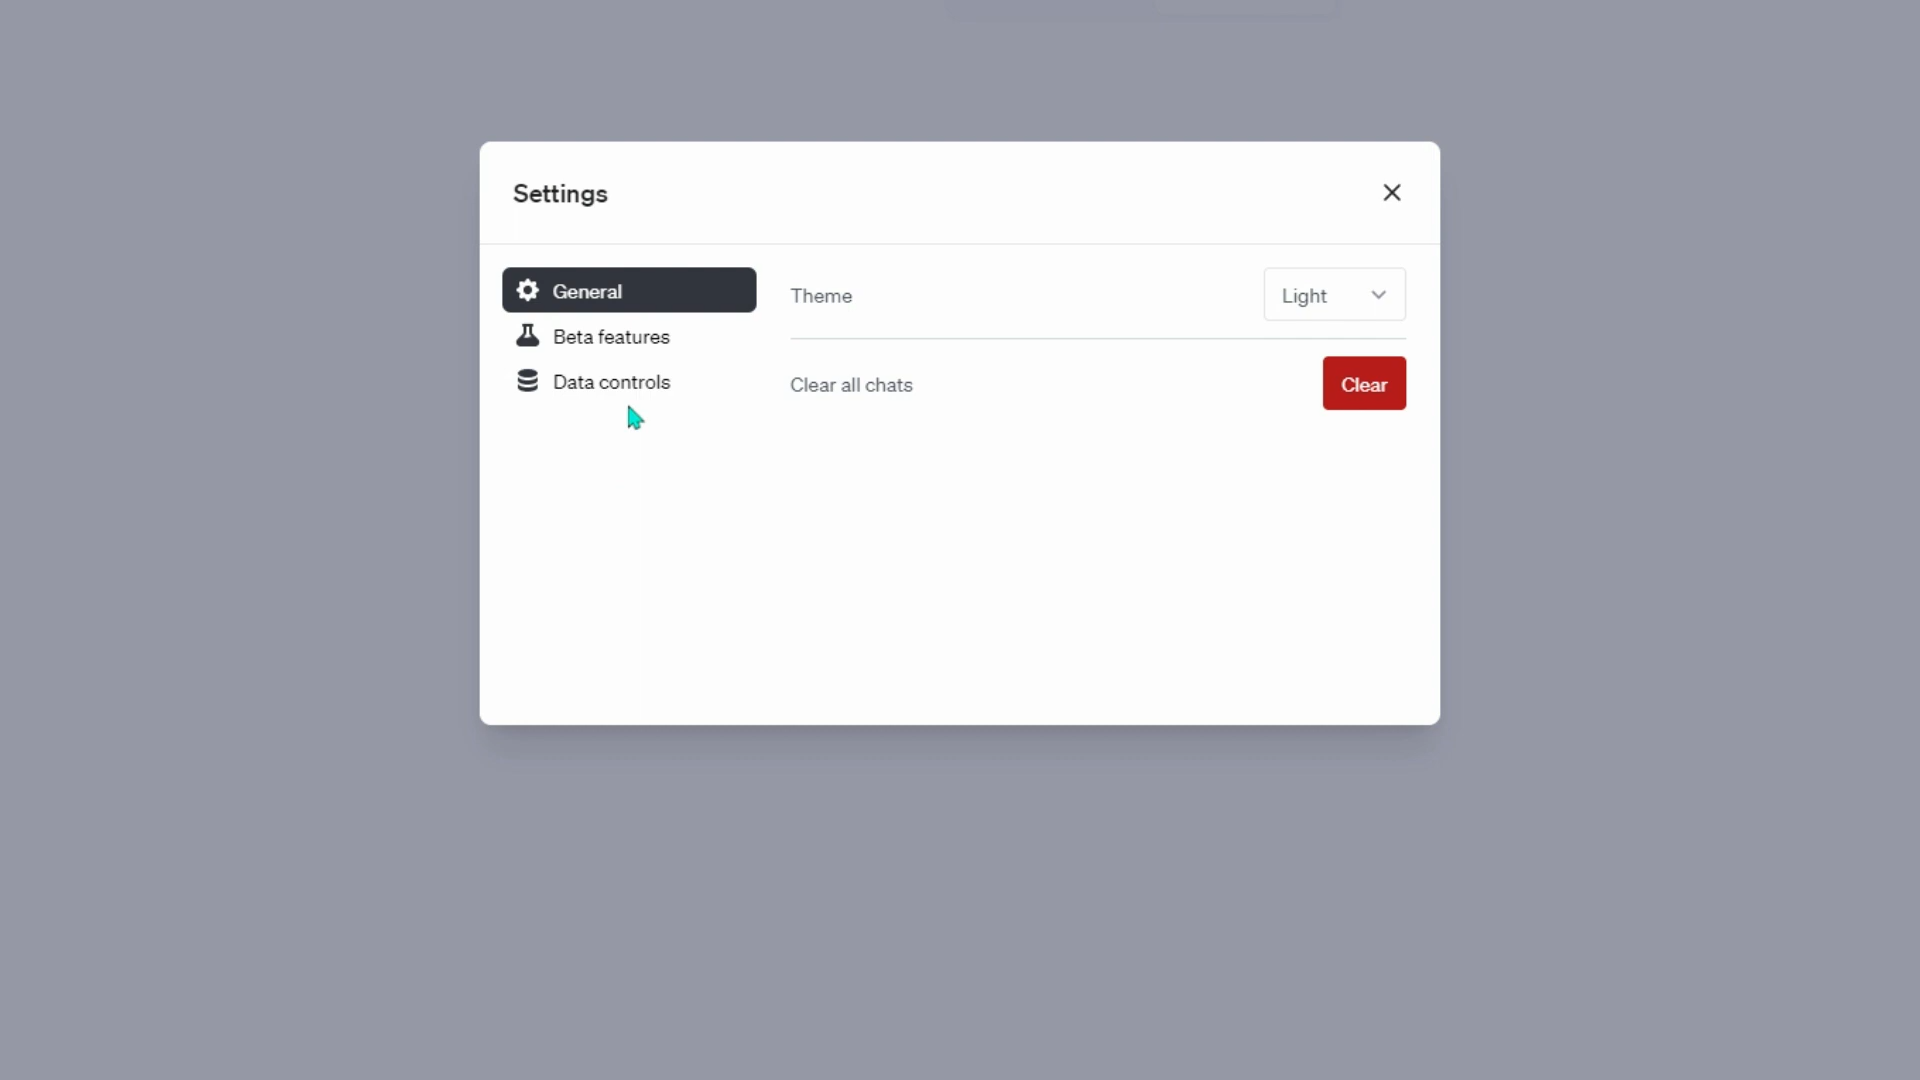 Settings
General
Beta features
Data controls
Theme
Light
Clear all chats
Clear